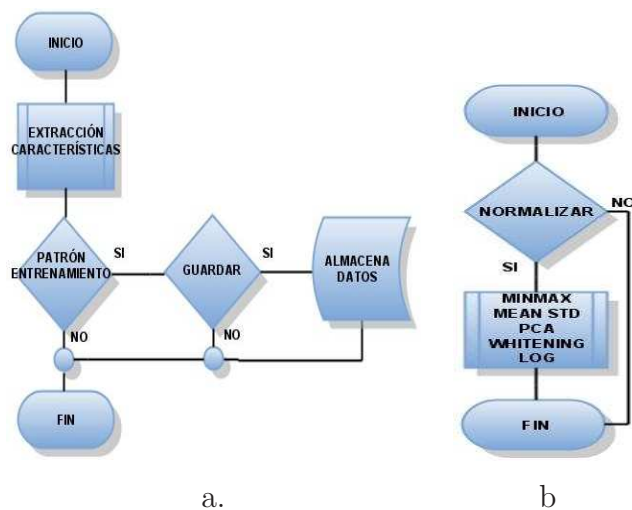 INICIO
EXTRACCIÓN
CARACTERÍSTICAS
PATRÓN
ENTRENAMIENTO
SI
GUARDAR
SI
ALMACENA
DATOS
NO
NO
FIN
a.
INICIO
NORMALIZAR
NO
SI
MINMAX
MEAN STD
PCA
WHITENING
LOG
FIN
b